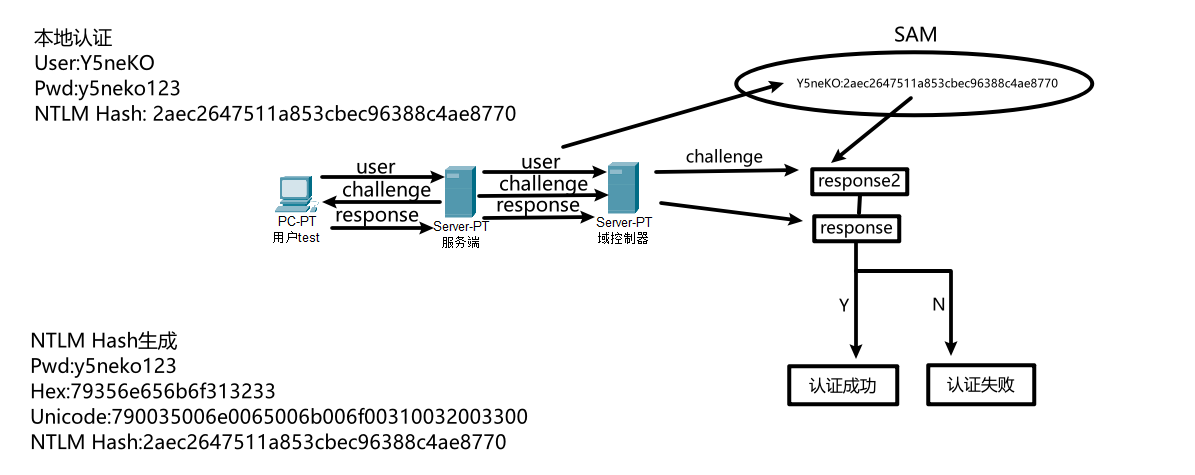 本地认证
User:Y5neKO
Pwd:y5neko123
NTLM Hash: 2aec2647511a853cbec96388c4ae8770
SAM
Y5neKO:2aec2647511a853cbec96388c4ae8770
user
challenge
response
PC-PT
用户test
Server-PT
服务端
user
challenge
response
Server-PT
域控制器
challenge
response2
response
Y
N
认证成功
认证失败
NTLM Hash生成
Pwd:y5neko123
Hex:79356e656b6f313233
Unicode:790035006e0065006b006f00310032003300
NTLM Hash:2aec2647511a853cbec96388c4ae8770